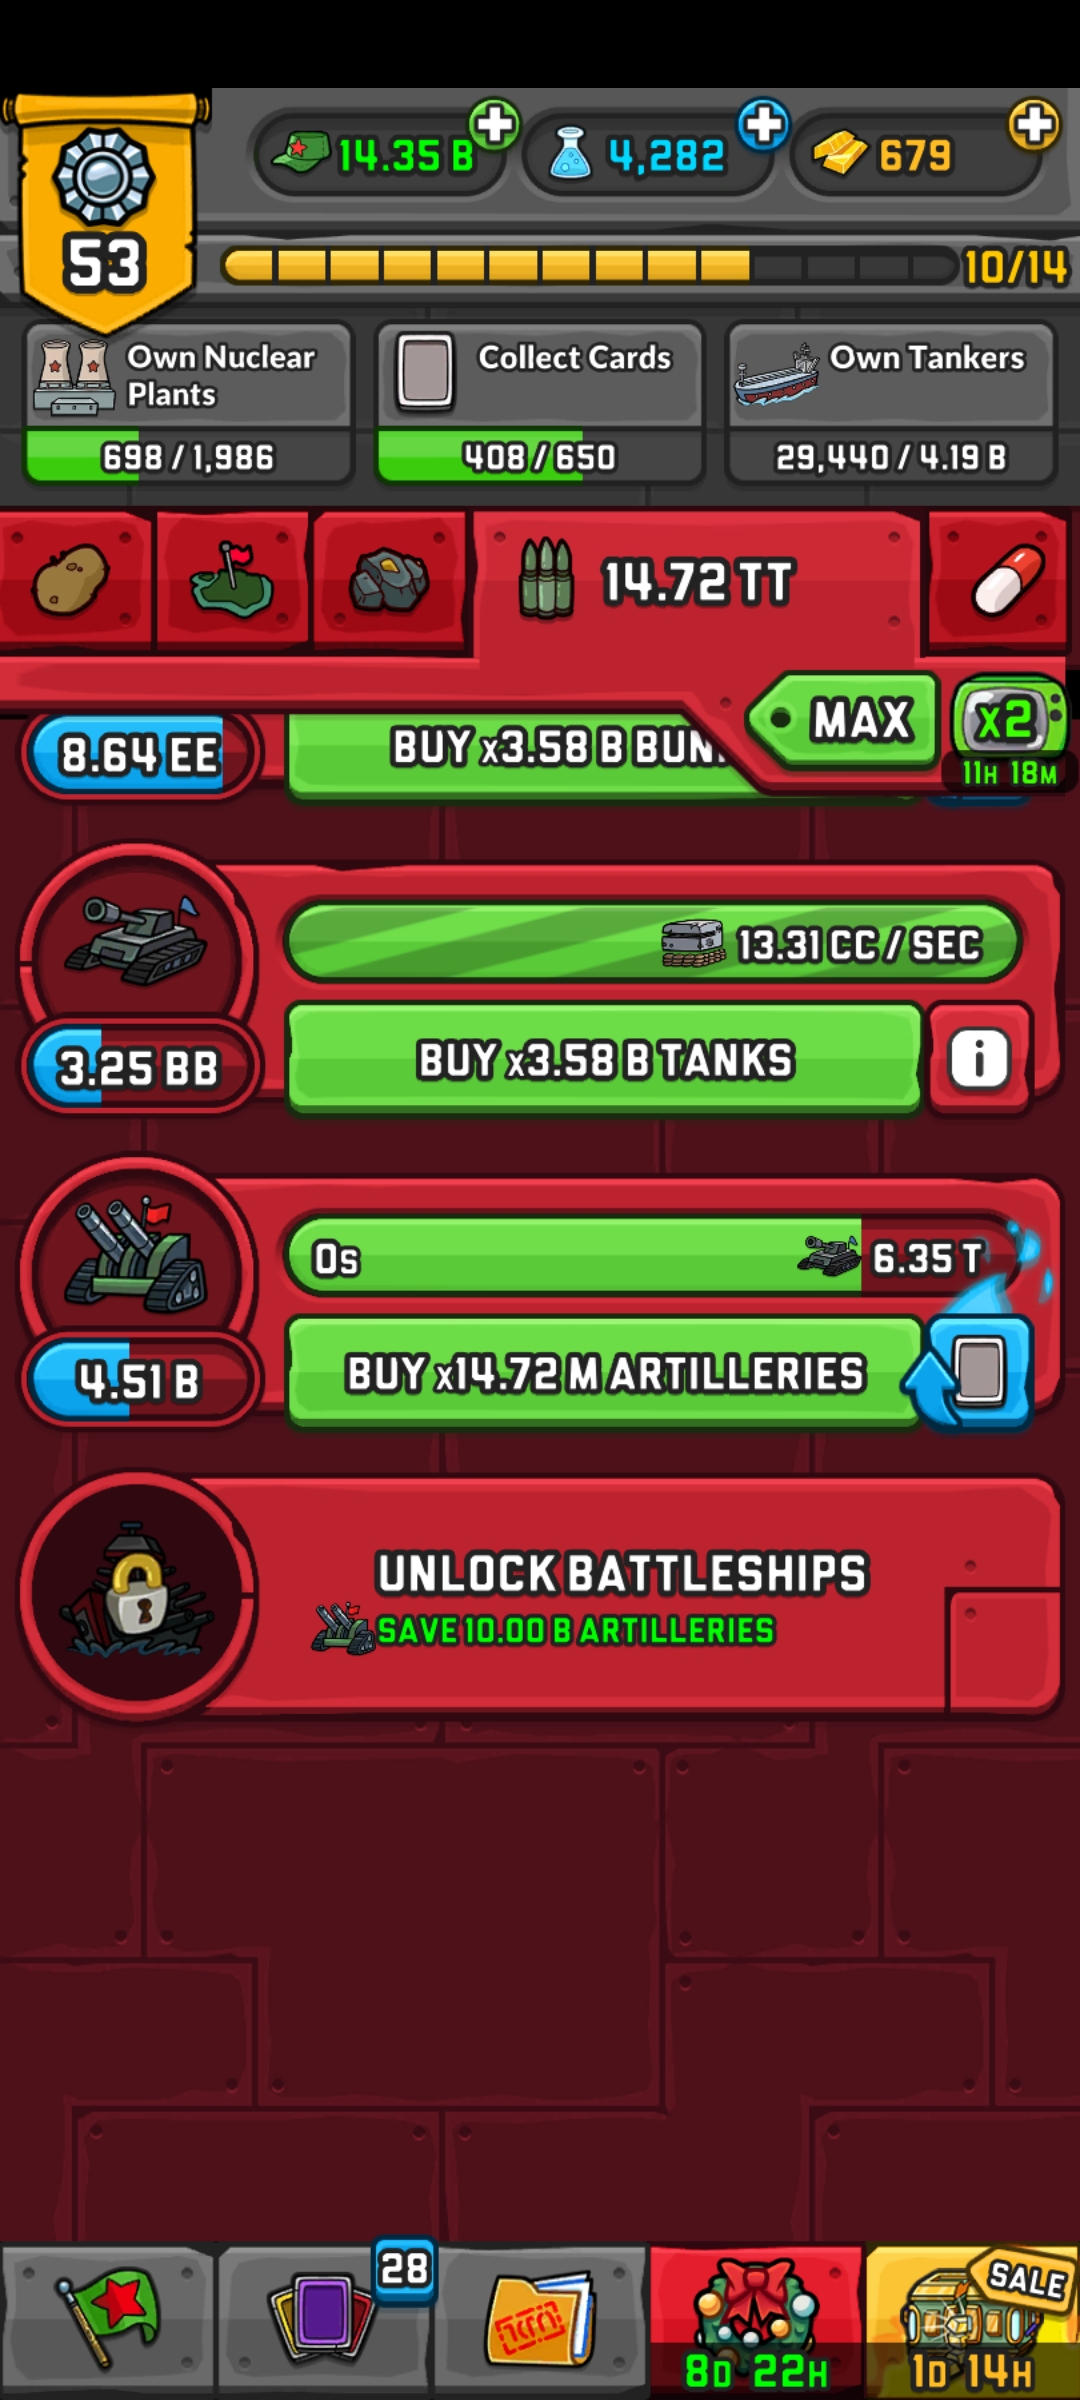 14.35 B
4,282
679
53
10/14
Own Nuclear
Plants
698 / 1,986
Collect Cards
408 / 650
Own Tankers
29,440 / 4.19 B
14.72 TT
MAX
x2
11H 18M
8.64 EE
BUY x3.58 B BUN
13.31 CC / SEC
3.25 BB
BUY x3.58 B TANKS
i
0s
6.35 T
4.51 B
BUY x14.72 M ARTILLERIES
UNLOCK BATTLESHIPS
SAVE 10.00 B ARTILLERIES
28
SALE
8D 22H
1D 14H